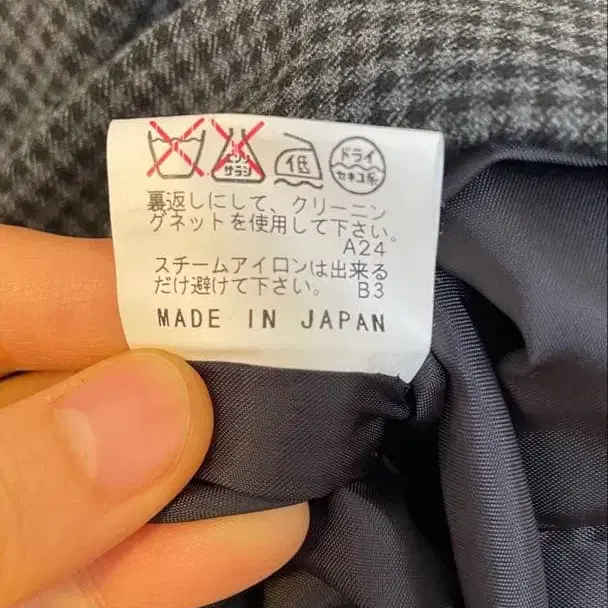 エンソ
サラシ
低
ドライ
セキユ系
裏返しにして、クリーニン
グネットを使用して下さい。
A24
スチームアイロンは出来る
だけ避けて下さい。 B3
MADE IN JAPAN